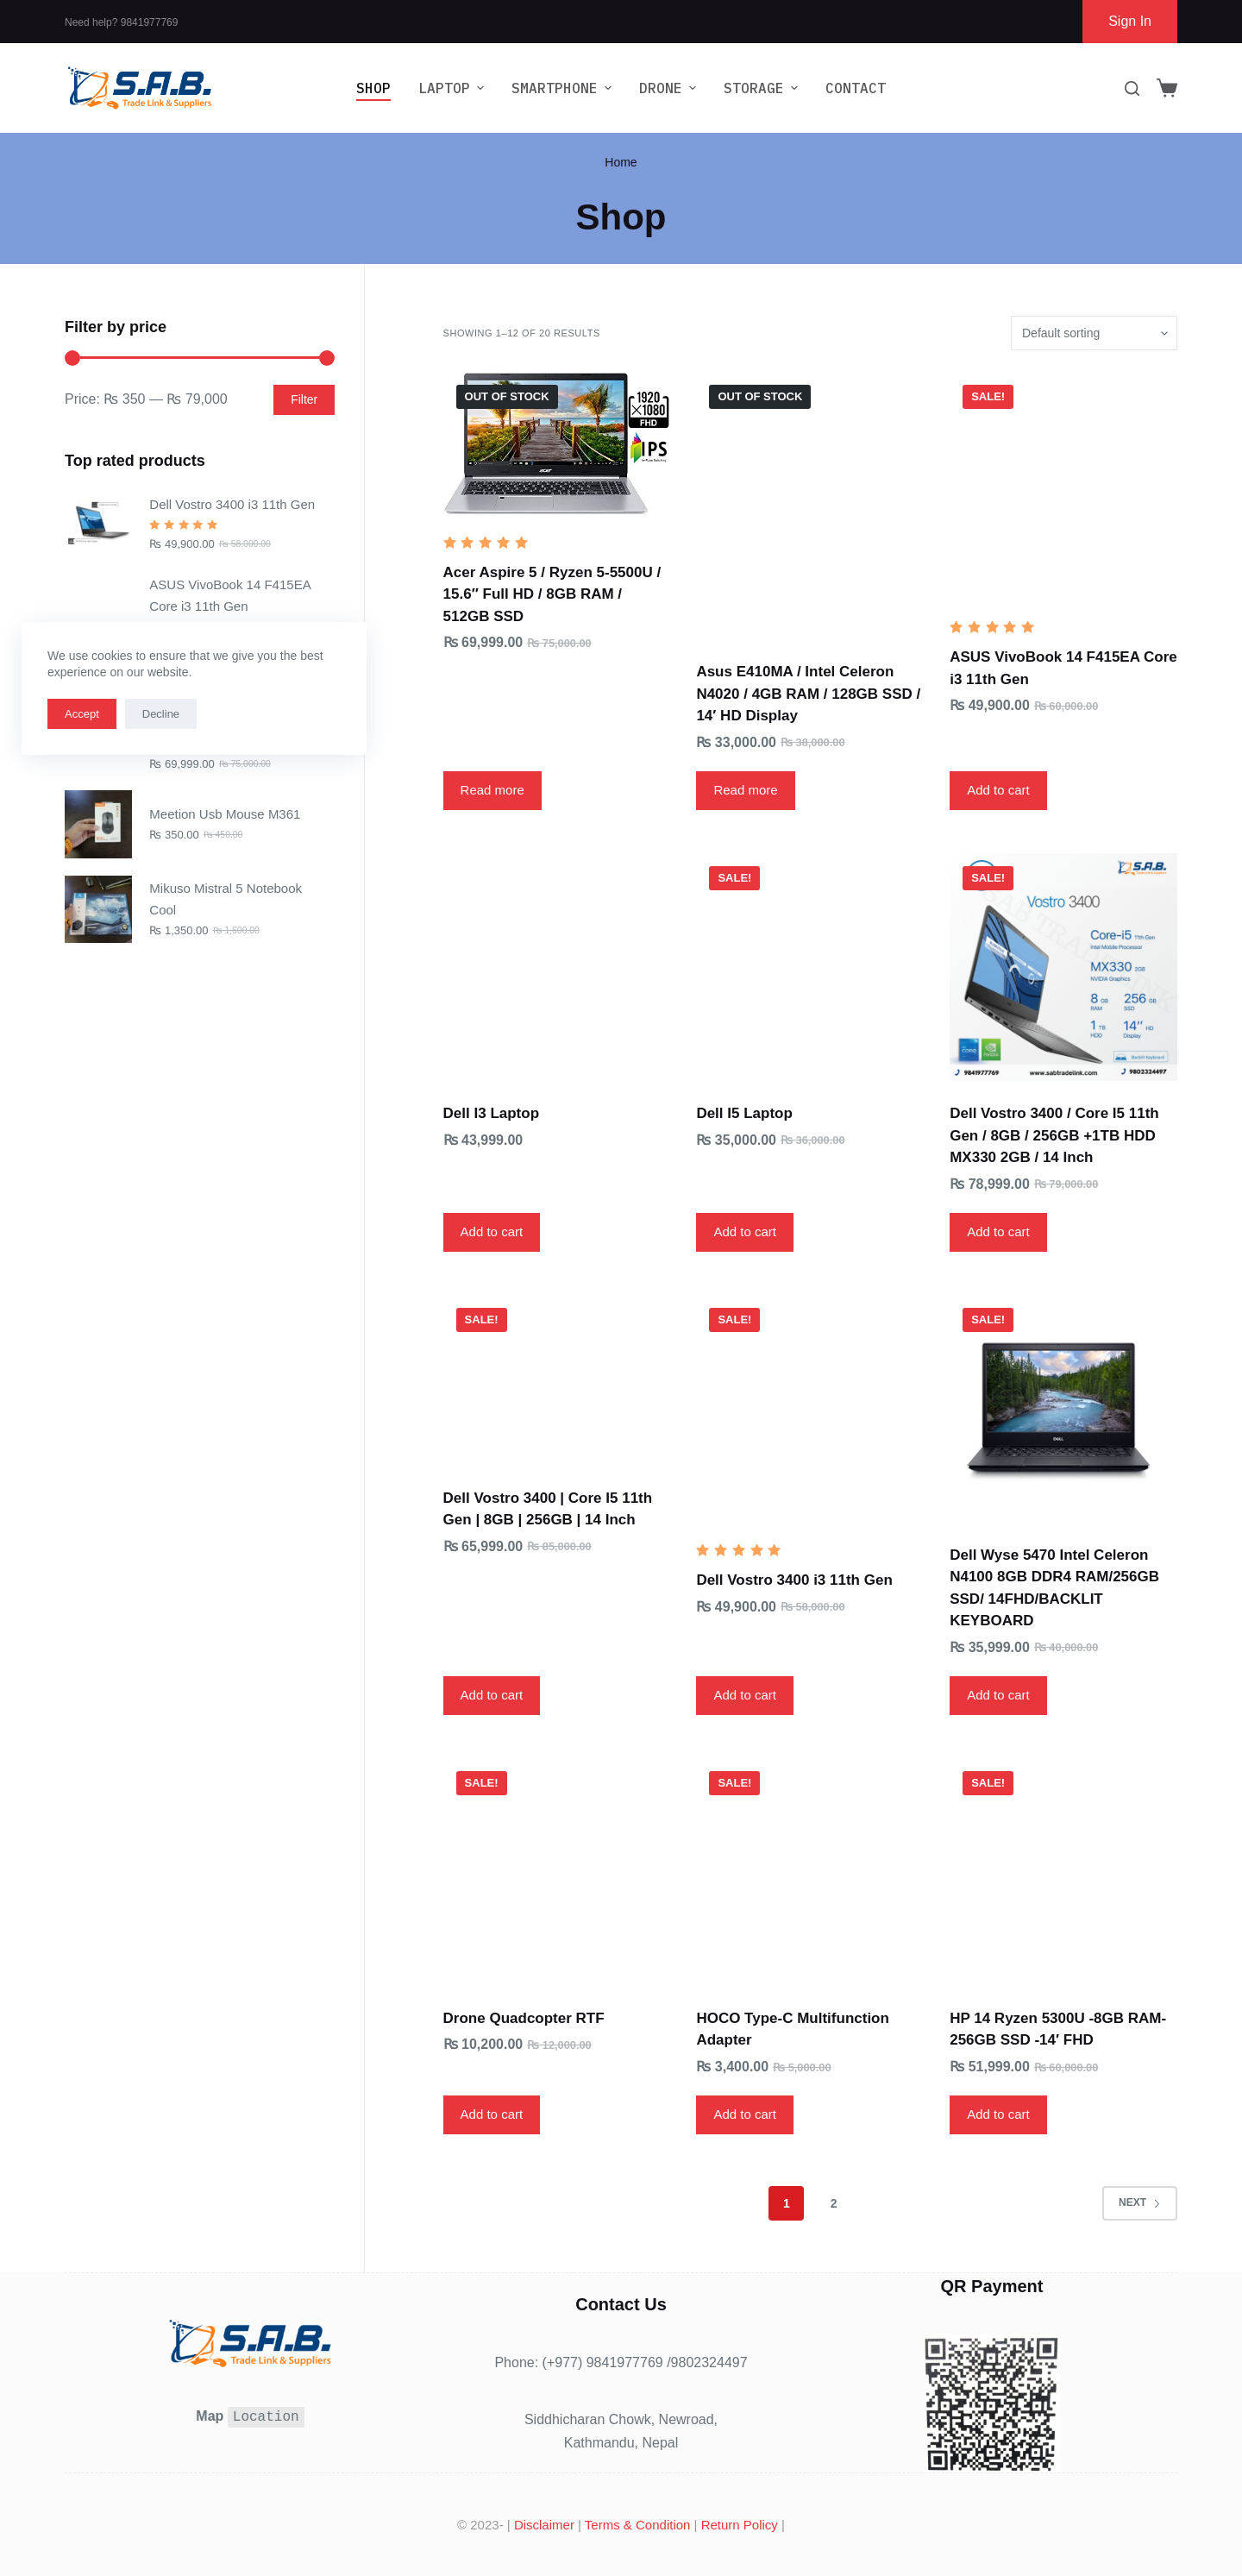 Need help? 9841977769
Sign In
S.A.B.
Trade Link & Suppliers
SHOP
LAPTOP
SMARTPHONE
DRONE
STORAGE
CONTACT
Home
Shop
Filter by price
Price: ₨ 350 — ₨ 79,000
Filter
Top rated products
Dell Vostro 3400 i3 11th Gen
₨ 49,900.00 ₨ 58,000.00
ASUS VivoBook 14 F415EA
Core i3 11th Gen
We use cookies to ensure that we give you the best
experience on our website.
Accept
Decline
₨ 69,999.00 ₨ 75,000.00
Meetion Usb Mouse M361
₨ 350.00 ₨ 450.00
Mikuso Mistral 5 Notebook
Cool
₨ 1,350.00 ₨ 1,600.00
SHOWING 1–12 OF 20 RESULTS
Default sorting
OUT OF STOCK
1920
×1080
FHD
IPS
acer
Acer Aspire 5 / Ryzen 5-5500U /
15.6″ Full HD / 8GB RAM /
512GB SSD
₨ 69,999.00 ₨ 75,000.00
Read more
OUT OF STOCK
Asus E410MA / Intel Celeron
N4020 / 4GB RAM / 128GB SSD /
14′ HD Display
₨ 33,000.00 ₨ 38,000.00
Read more
SALE!
ASUS VivoBook 14 F415EA Core
i3 11th Gen
₨ 49,900.00 ₨ 60,000.00
Add to cart
Dell I3 Laptop
₨ 43,999.00
Add to cart
SALE!
Dell I5 Laptop
₨ 35,000.00 ₨ 36,000.00
Add to cart
SALE!
S.A.B.
Vostro 3400
Core-i5 11th Gen
Intel Mobile Processor
MX330 2GB
NVIDIA Graphics
8 GB RAM
256 GB SSD
1 TB HDD
14″ HD Display
Backlit Keyboard
9841977769
www.sabtradelink.com
9802324497
Dell Vostro 3400 / Core I5 11th
Gen / 8GB / 256GB +1TB HDD
MX330 2GB / 14 Inch
₨ 78,999.00 ₨ 79,000.00
Add to cart
SALE!
Dell Vostro 3400 | Core I5 11th
Gen | 8GB | 256GB | 14 Inch
₨ 65,999.00 ₨ 85,000.00
Add to cart
SALE!
Dell Vostro 3400 i3 11th Gen
₨ 49,900.00 ₨ 58,000.00
Add to cart
SALE!
DELL
Dell Wyse 5470 Intel Celeron
N4100 8GB DDR4 RAM/256GB
SSD/ 14FHD/BACKLIT
KEYBOARD
₨ 35,999.00 ₨ 40,000.00
Add to cart
SALE!
Drone Quadcopter RTF
₨ 10,200.00 ₨ 12,000.00
Add to cart
SALE!
HOCO Type-C Multifunction
Adapter
₨ 3,400.00 ₨ 5,000.00
Add to cart
SALE!
HP 14 Ryzen 5300U -8GB RAM-
256GB SSD -14′ FHD
₨ 51,999.00 ₨ 60,000.00
Add to cart
1
2
NEXT
S.A.B.
Trade Link & Suppliers
Map Location
Contact Us
Phone: (+977) 9841977769 /9802324497
Siddhicharan Chowk, Newroad,
Kathmandu, Nepal
QR Payment
© 2023- | Disclaimer | Terms & Condition | Return Policy |